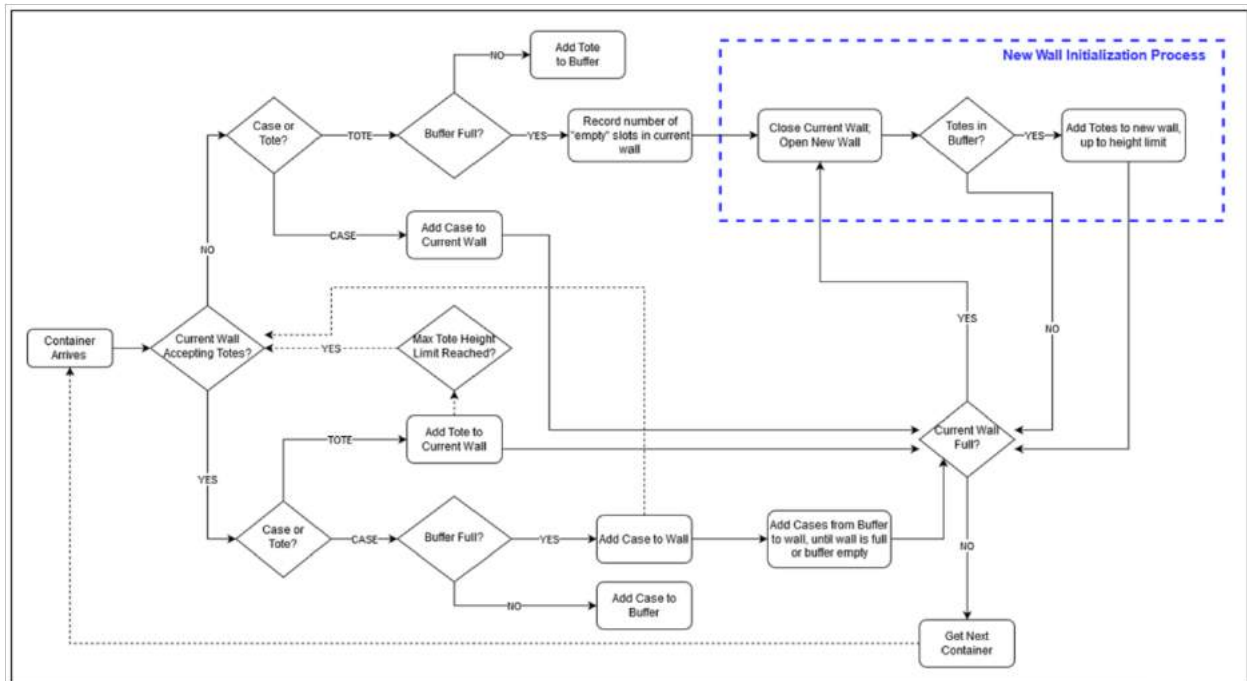 New Wall Initialization Process
NO
Add Tote
to Buffer
Case or
Tote?
TOTE
Buffer Full?
YES
Record number of
"empty" slots in current
wall
Close Current Wall;
Open New Wall
Totes in
Buffer?
YES
Add Totes to new wall,
up to height limit
CASE
Add Case to
Current Wall
NO
YES
NO
Container
Arrives
Current Wall
Accepting Totes?
YES
Max Tote Height
Limit Reached?
TOTE
Add Tote to
Current Wall
Current Wall
Full?
YES
Case or
Tote?
CASE
Buffer Full?
YES
Add Case to Wall
Add Cases from Buffer
to wall, until wall is full
or buffer empty
NO
NO
Add Case to
Buffer
Get Next
Container